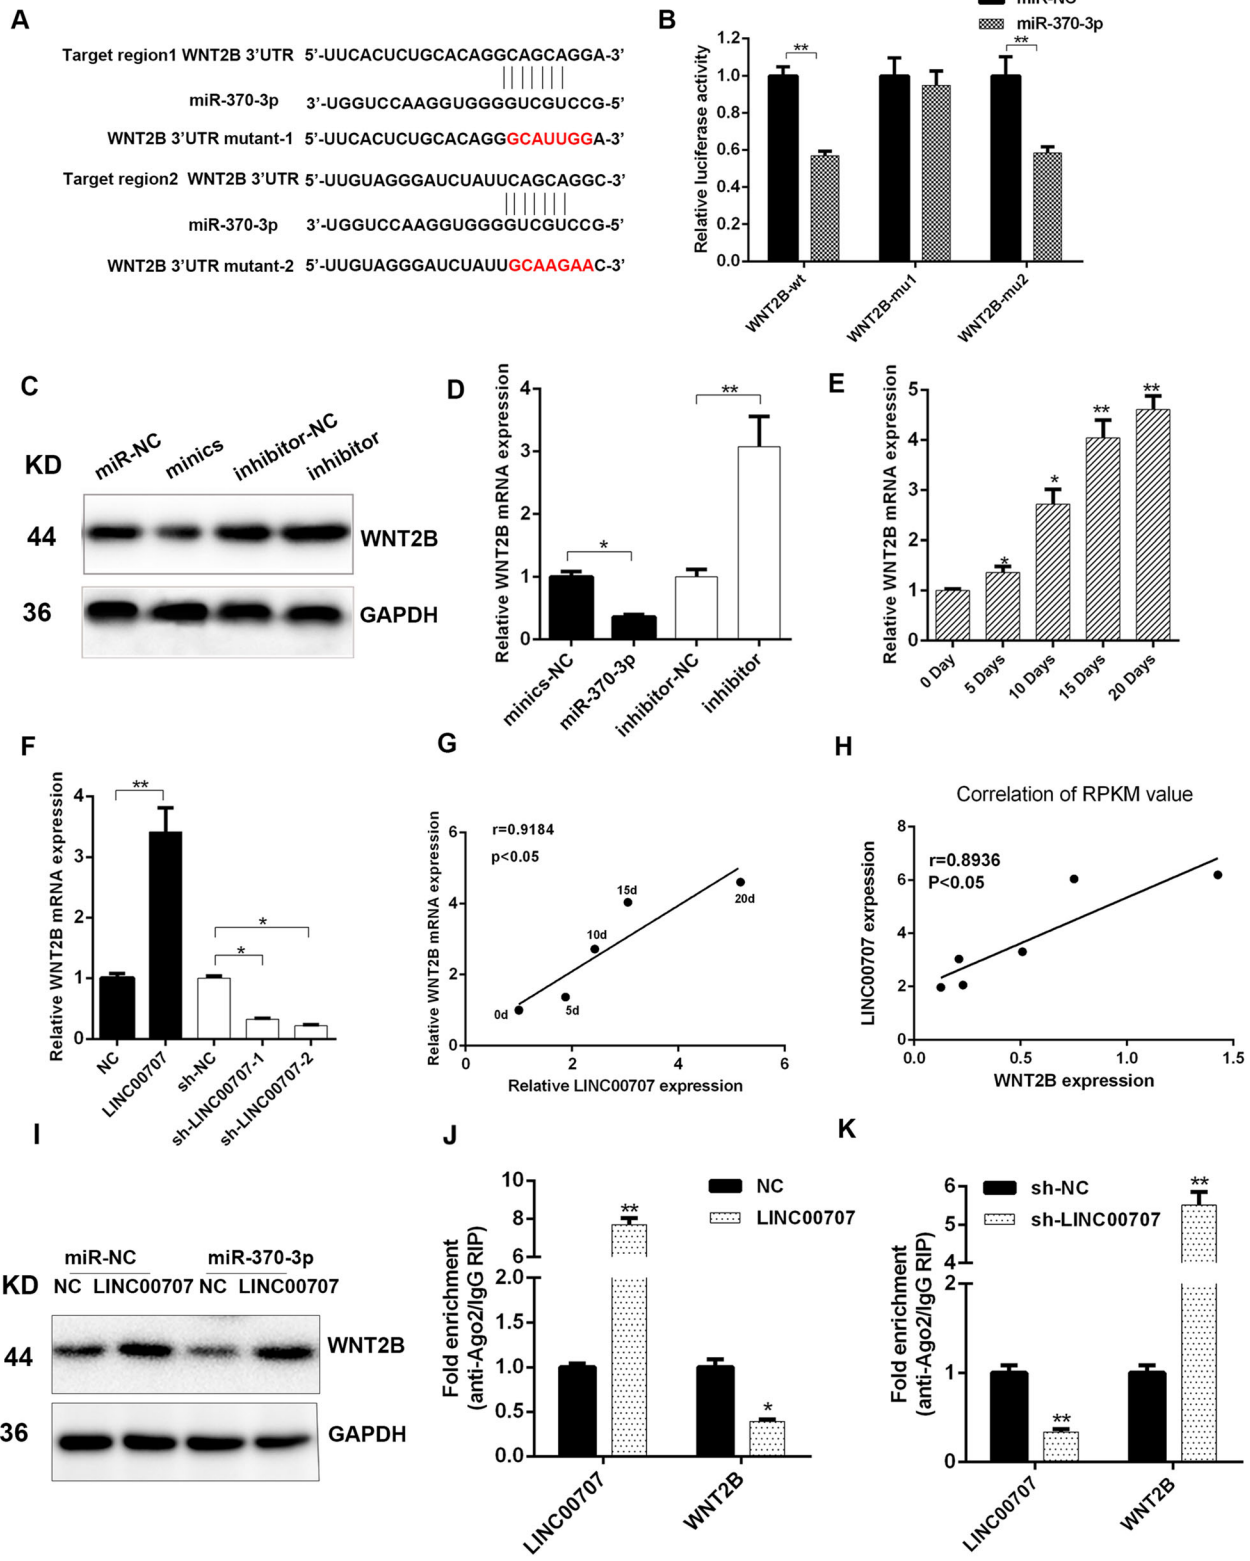 A
Target region1 WNT2B 3’UTR 5’-UUCACUCUGCACAGGCAGCAGGA-3’
miR-370-3p 3’-UGGUCCAAGGUGGGGUCGUCCG-5’
WNT2B 3’UTR mutant-1 5’-UUCACUCUGCACAGGGCAUUGGA-3’
Target region2 WNT2B 3’UTR 5’-UUGUAGGGAUCUAUUCAGCAGGC-3’
miR-370-3p 3’-UGGUCCAAGGUGGGGUCGUCCG-5’
WNT2B 3’UTR mutant-2 5’-UUGUAGGGAUCUAUUGCAAGAAC-3’
B
miR-NC
miR-370-3p
Relative luciferase activity
1.2
1.0
0.8
0.6
0.4
0.2
0.0
**
**
WNT2B-wt
WNT2B-mu1
WNT2B-mu2
C
KD
miR-NC
minics
inhibitor-NC
inhibitor
44
WNT2B
36
GAPDH
D
Relative WNT2B mRNA expression
4
3
2
1
0
*
**
minics-NC
miR-370-3p
inhibitor-NC
inhibitor
E
Relative WNT2B mRNA expression
5
4
3
2
1
0
*
*
**
**
0 Day
5 Days
10 Days
15 Days
20 Days
F
Relative WNT2B mRNA expression
4
3
2
1
0
**
*
*
NC
LINC00707
sh-NC
sh-LINC00707-1
sh-LINC00707-2
G
Relative WNT2B mRNA expression
6
4
2
0
r=0.9184
p<0.05
0d
5d
10d
15d
20d
0
2
4
6
Relative LINC00707 expression
H
Correlation of RPKM value
LINC00707 exrpession
8
6
4
2
0
r=0.8936
P<0.05
0.0
0.5
1.0
1.5
WNT2B expression
I
miR-NC miR-370-3p
KD NC LINC00707 NC LINC00707
44
WNT2B
36
GAPDH
J
Fold enrichment
(anti-Ago2/IgG RIP)
10
8
6
2.0
1.5
1.0
0.5
0.0
NC
LINC00707
**
*
LINC00707
WNT2B
K
Fold enrichment
(anti-Ago2/IgG RIP)
6
5
4
2
1
0
sh-NC
sh-LINC00707
**
**
LINC00707
WNT2B